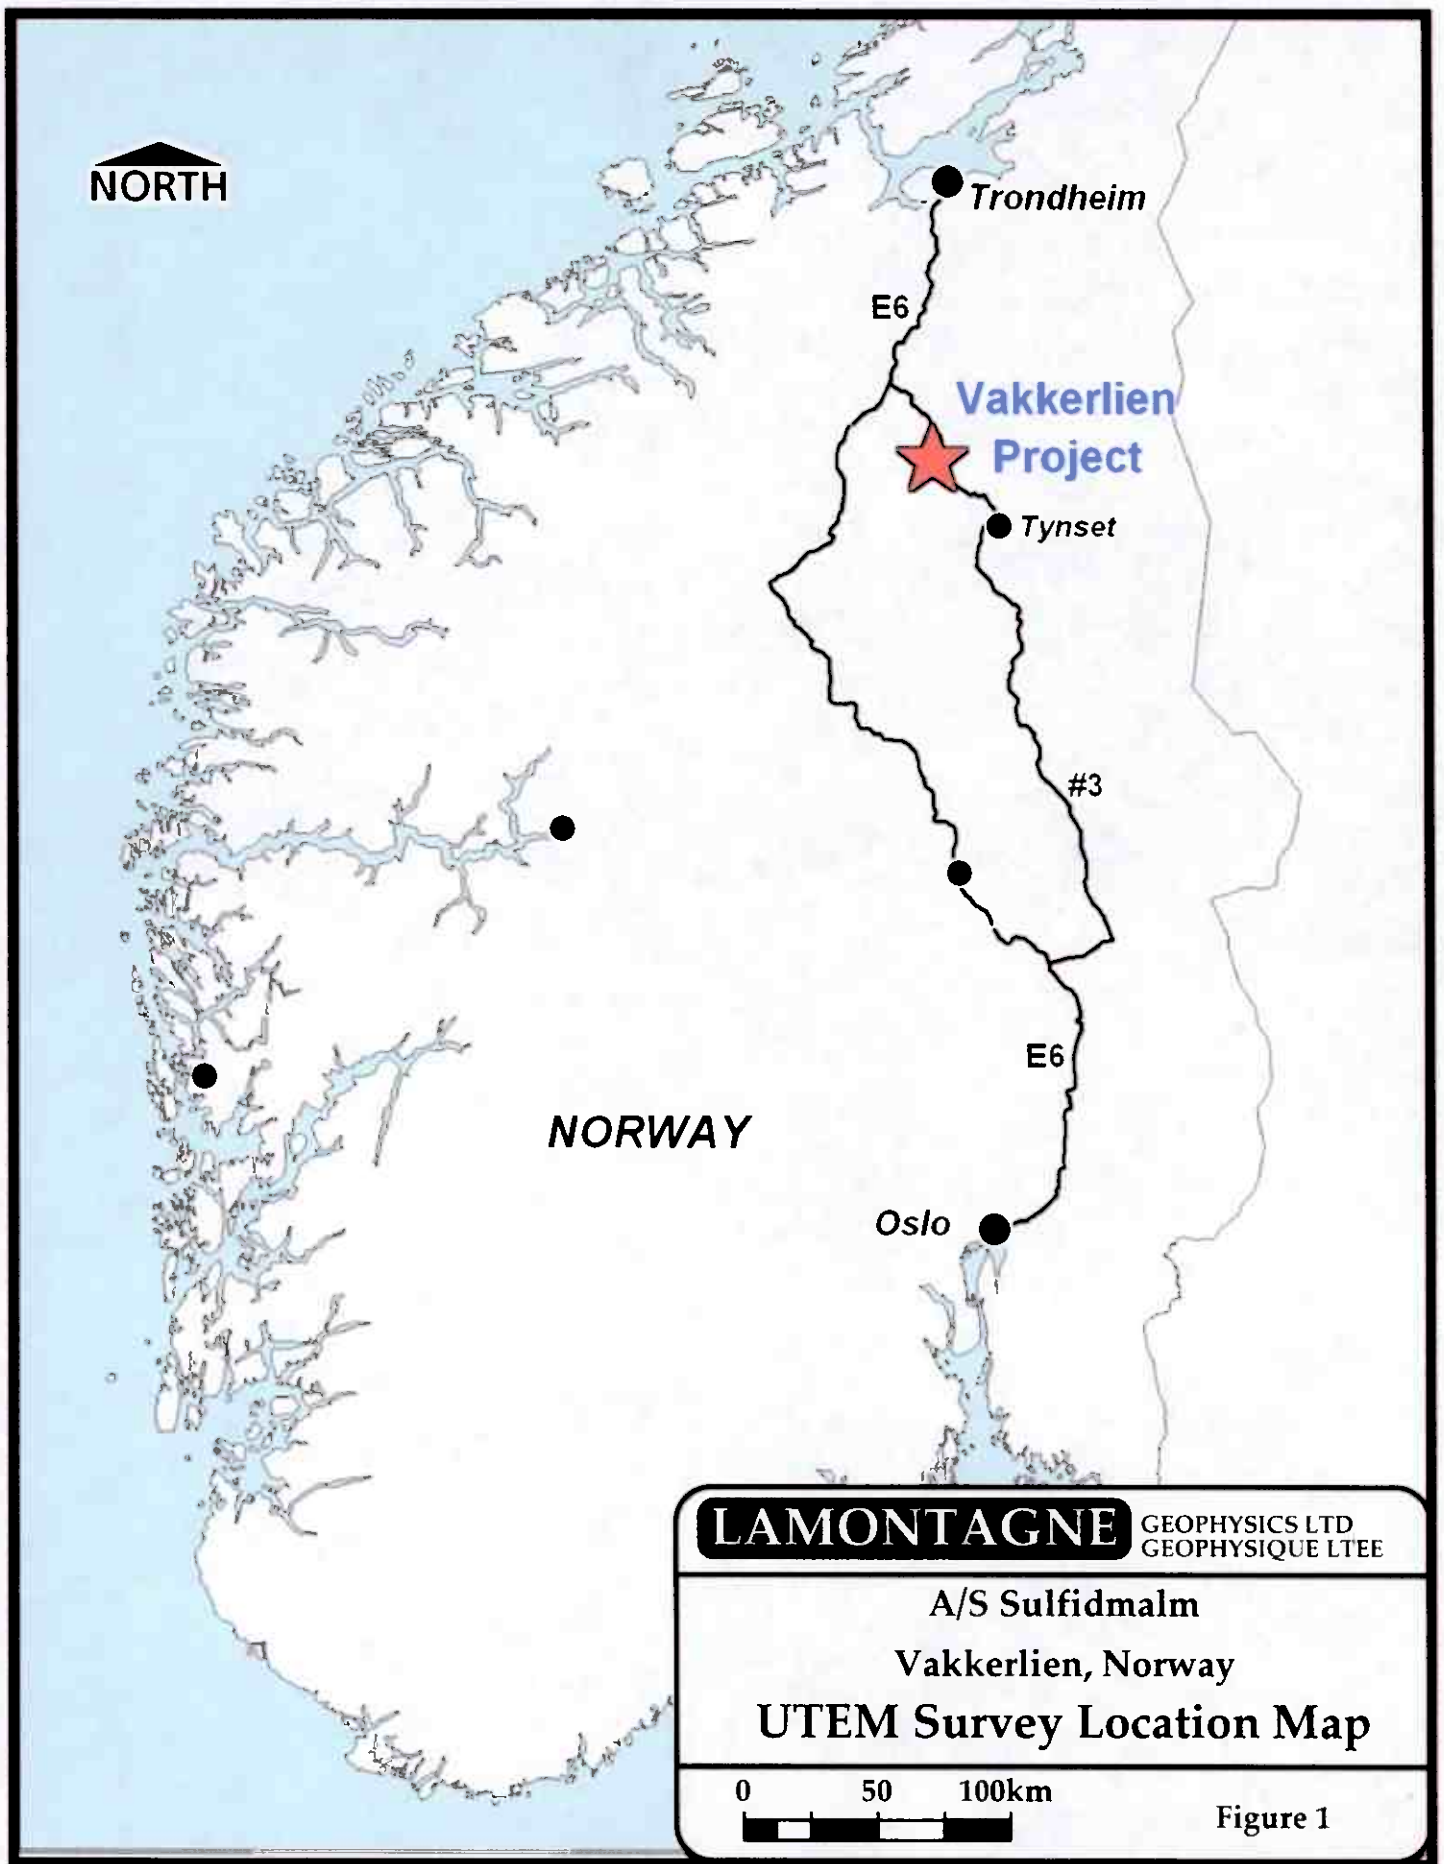 NORTH
Trondheim
E6
Vakkerlien
Project
Tynset
#3
E6
NORWAY
Oslo
LAMONTAGNE
GEOPHYSICS LTD
GEOPHYSIQUE LTEE
A/S Sulfidmalm
Vakkerlien, Norway
UTEM Survey Location Map
0 50 100km
Figure 1